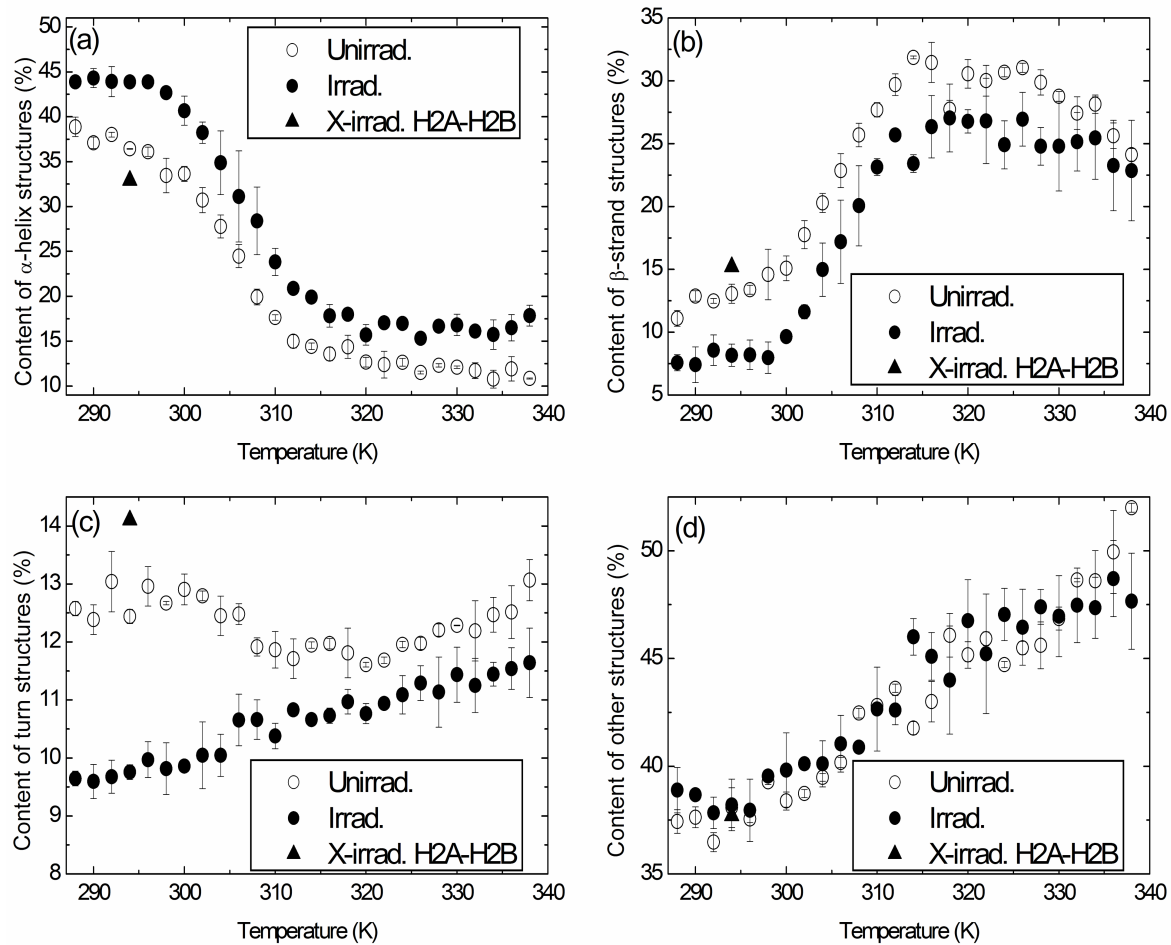 (a)
Unirrad.
Irrad.
X-irrad. H2A-H2B
Content of α-helix structures (%)
50
45
40
35
30
25
20
15
10
290 300 310 320 330 340
Temperature (K)
(b)
Unirrad.
Irrad.
X-irrad. H2A-H2B
Content of β-strand structures (%)
35
30
25
20
15
10
5
290 300 310 320 330 340
Temperature (K)
(c)
Unirrad.
Irrad.
X-irrad. H2A-H2B
Content of turn structures (%)
14
13
12
11
10
9
8
290 300 310 320 330 340
Temperature (K)
(d)
Unirrad.
Irrad.
X-irrad. H2A-H2B
Content of other structures (%)
50
45
40
35
290 300 310 320 330 340
Temperature (K)